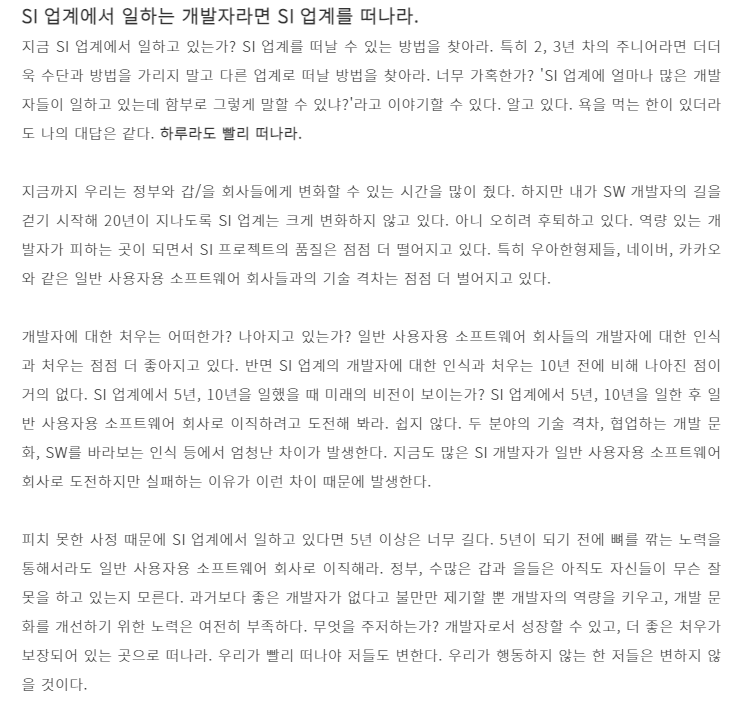 SI 업계에서 일하는 개발자라면 SI 업계를 떠나라.
지금 SI 업계에서 일하고 있는가? SI 업계를 떠날 수 있는 방법을 찾아라. 특히 2, 3년 차의 주니어라면 더더
욱 수단과 방법을 가리지 말고 다른 업계로 떠날 방법을 찾아라. 너무 가혹한가? 'SI 업계에 얼마나 많은 개발
자들이 일하고 있는데 함부로 그렇게 말할 수 있냐?'라고 이야기할 수 있다. 알고 있다. 욕을 먹는 한이 있더라
도 나의 대답은 같다. 하루라도 빨리 떠나라.
지금까지 우리는 정부와 갑/을 회사들에게 변화할 수 있는 시간을 많이 줬다. 하지만 내가 SW 개발자의 길을
걷기 시작해 20년이 지나도록 SI 업계는 크게 변화하지 않고 있다. 아니 오히려 후퇴하고 있다. 역량 있는 개
발자가 피하는 곳이 되면서 SI 프로젝트의 품질은 점점 더 떨어지고 있다. 특히 우아한형제들, 네이버, 카카오
와 같은 일반 사용자용 소프트웨어 회사들과의 기술 격차는 점점 더 벌어지고 있다.
개발자에 대한 처우는 어떠한가? 나아지고 있는가? 일반 사용자용 소프트웨어 회사들의 개발자에 대한 인식
과 처우는 점점 더 좋아지고 있다. 반면 SI 업계의 개발자에 대한 인식과 처우는 10년 전에 비해 나아진 점이
거의 없다. SI 업계에서 5년, 10년을 일했을 때 미래의 비전이 보이는가? SI 업계에서 5년, 10년을 일한 후 일
반 사용자용 소프트웨어 회사로 이직하려고 도전해 봐라. 쉽지 않다. 두 분야의 기술 격차, 협업하는 개발 문
화, SW를 바라보는 인식 등에서 엄청난 차이가 발생한다. 지금도 많은 SI 개발자가 일반 사용자용 소프트웨어
회사로 도전하지만 실패하는 이유가 이런 차이 때문에 발생한다.
피치 못한 사정 때문에 SI 업계에서 일하고 있다면 5년 이상은 너무 길다. 5년이 되기 전에 뼈를 깎는 노력을
통해서라도 일반 사용자용 소프트웨어 회사로 이직해라. 정부, 수많은 갑과 을들은 아직도 자신들이 무슨 잘
못을 하고 있는지 모른다. 과거보다 좋은 개발자가 없다고 불만만 제기할 뿐 개발자의 역량을 키우고, 개발 문
화를 개선하기 위한 노력은 여전히 부족하다. 무엇을 주저하는가? 개발자로서 성장할 수 있고, 더 좋은 처우가
보장되어 있는 곳으로 떠나라. 우리가 빨리 떠나야 저들도 변한다. 우리가 행동하지 않는 한 저들은 변하지 않
을 것이다.